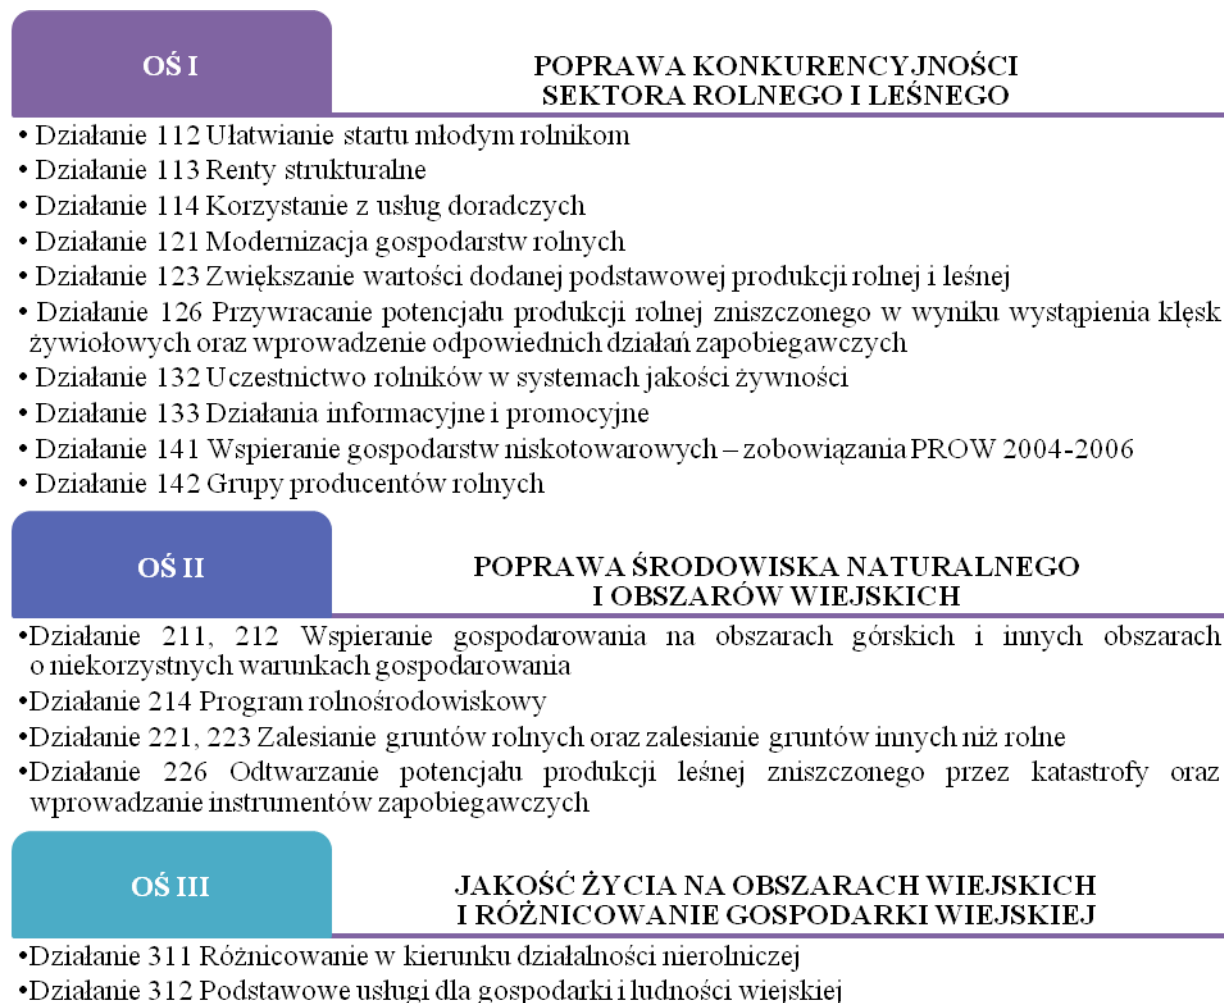 OŚ I
POPRAWA KONKURENCYJNOŚCI
SEKTORA ROLNEGO I LEŚNEGO
• Działanie 112 Ułatwianie startu młodym rolnikom
• Działanie 113 Renty strukturalne
• Działanie 114 Korzystanie z usług doradczych
• Działanie 121 Modernizacja gospodarstw rolnych
• Działanie 123 Zwiększanie wartości dodanej podstawowej produkcji rolnej i leśnej
• Działanie 126 Przywracanie potencjału produkcji rolnej zniszczonego w wyniku wystąpienia klęsk
żywiołowych oraz wprowadzenie odpowiednich działań zapobiegawczych
• Działanie 132 Uczestnictwo rolników w systemach jakości żywności
• Działanie 133 Działania informacyjne i promocyjne
• Działanie 141 Wspieranie gospodarstw niskotowarowych – zobowiązania PROW 2004-2006
• Działanie 142 Grupy producentów rolnych
OŚ II
POPRAWA ŚRODOWISKA NATURALNEGO
I OBSZARÓW WIEJSKICH
•Działanie 211, 212 Wspieranie gospodarowania na obszarach górskich i innych obszarach
o niekorzystnych warunkach gospodarowania
•Działanie 214 Program rolnośrodowiskowy
•Działanie 221, 223 Zalesianie gruntów rolnych oraz zalesianie gruntów innych niż rolne
•Działanie 226 Odtwarzanie potencjału produkcji leśnej zniszczonego przez katastrofy oraz
wprowadzanie instrumentów zapobiegawczych
OŚ III
JAKOŚĆ ŻYCIA NA OBSZARACH WIEJSKICH
I RÓŻNICOWANIE GOSPODARKI WIEJSKIEJ
•Działanie 311 Różnicowanie w kierunku działalności nierolniczej
•Działanie 312 Podstawowe usługi dla gospodarki i ludności wiejskiej